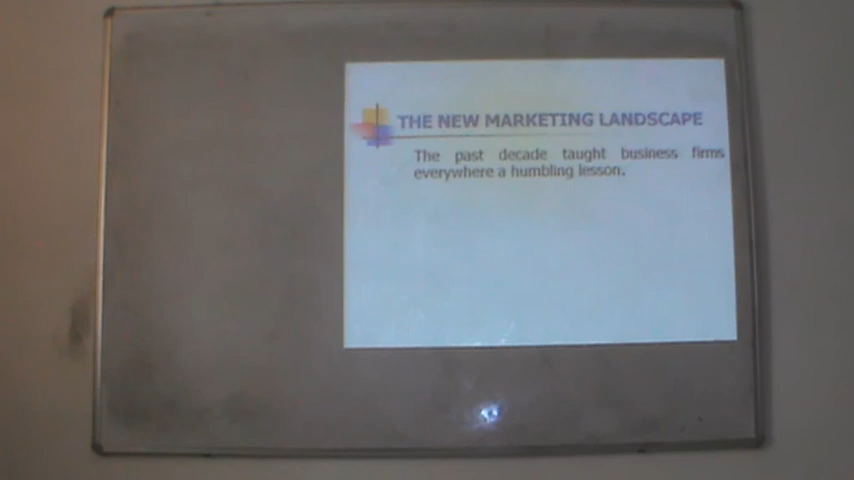 THE NEW MARKETING LANDSCAPE
The past decade taught business firms
everywhere a humbling lesson.